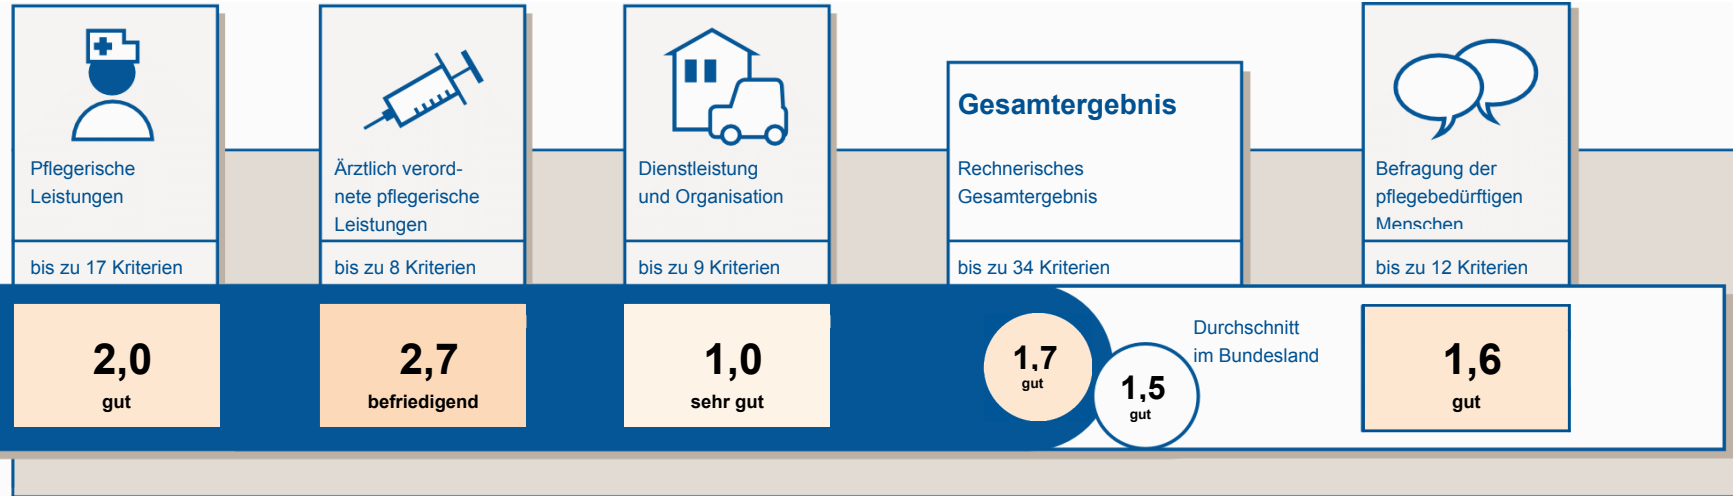 Pflegerische
Leistungen
bis zu 17 Kriterien
2,0
gut
Ärztlich verord-
nete pflegerische
Leistungen
bis zu 8 Kriterien
2,7
befriedigend
Dienstleistung
und Organisation
bis zu 9 Kriterien
1,0
sehr gut
Gesamtergebnis
Rechnerisches
Gesamtergebnis
bis zu 34 Kriterien
1,7
gut
1,5
gut
Durchschnitt
im Bundesland
Befragung der
pflegebedürftigen
Menschen
bis zu 12 Kriterien
1,6
gut